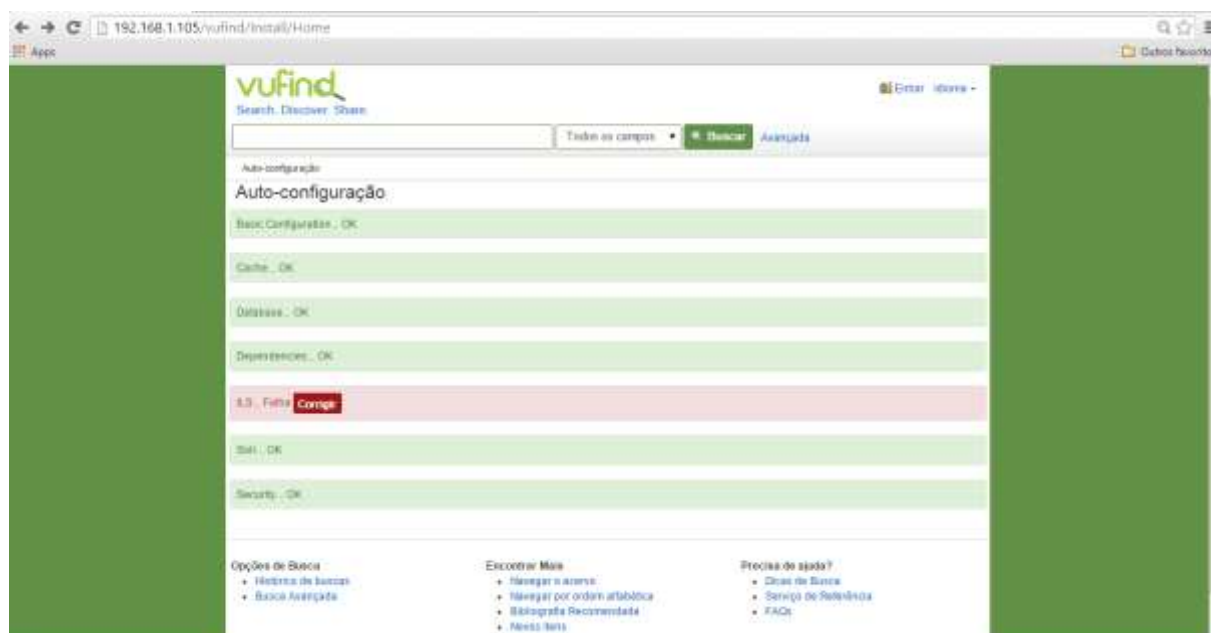 192.168.1.105/vufind/Install/Home
Apps
Outros favorito
vufind
Search. Discover. Share.
Entrar Idioma
Todos os campos
Buscar
Avançada
Auto-configuração
Auto-configuração
Basic Configuration... OK
Cache... OK
Database... OK
Dependencies... OK
ILS... Falha Corrigir
Solr... OK
Security... OK
Opções de Busca
Histórico de buscas
Busca Avançada
Encontrar Mais
Navegar o acervo
Navegar por ordem alfabética
Bibliografia Recomendada
Novos Itens
Precisa de ajuda?
Dicas de Busca
Serviço de Referência
FAQs